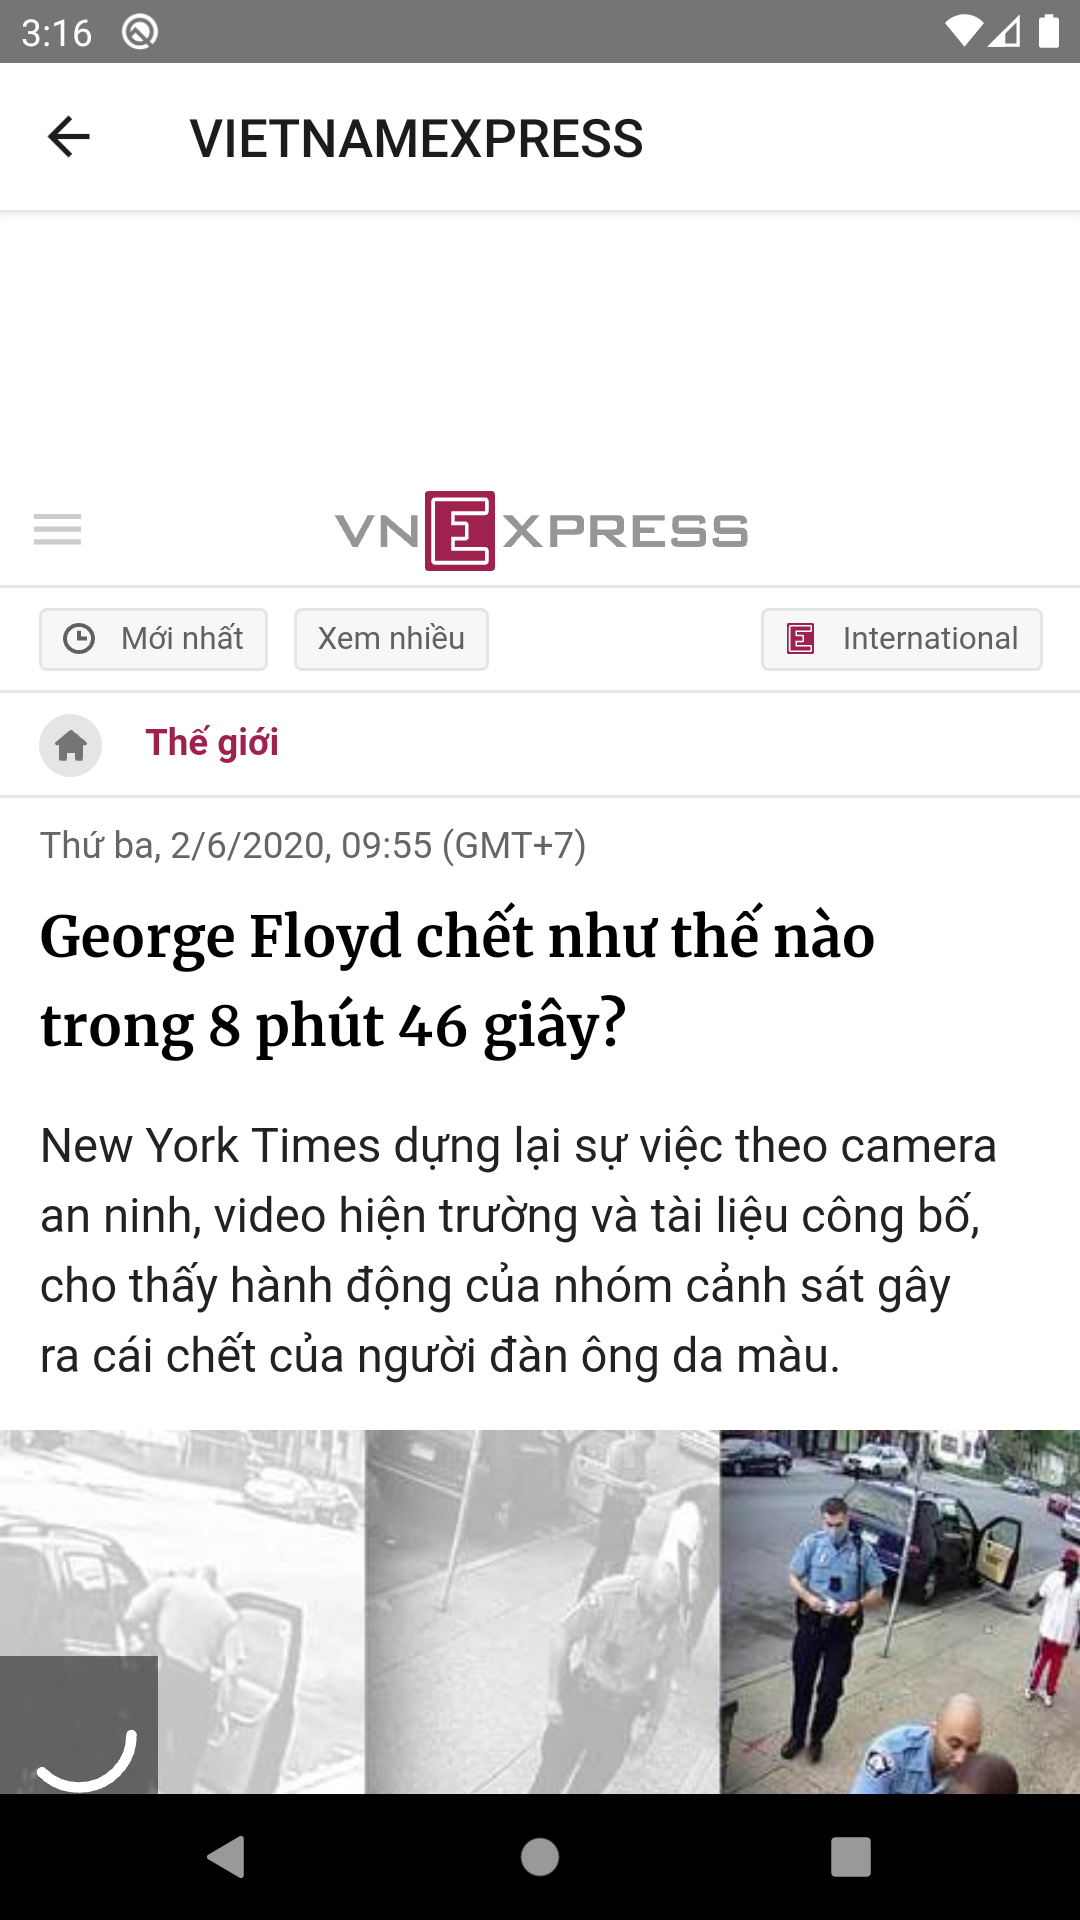 3:16
VIETNAMEXPRESS
VNEXPRESS
Mới nhất
Xem nhiều
E International
Thế giới
Thứ ba, 2/6/2020, 09:55 (GMT+7)
George Floyd chết như thế nào
trong 8 phút 46 giây?
New York Times dựng lại sự việc theo camera
an ninh, video hiện trường và tài liệu công bố,
cho thấy hành động của nhóm cảnh sát gây
ra cái chết của người đàn ông da màu.